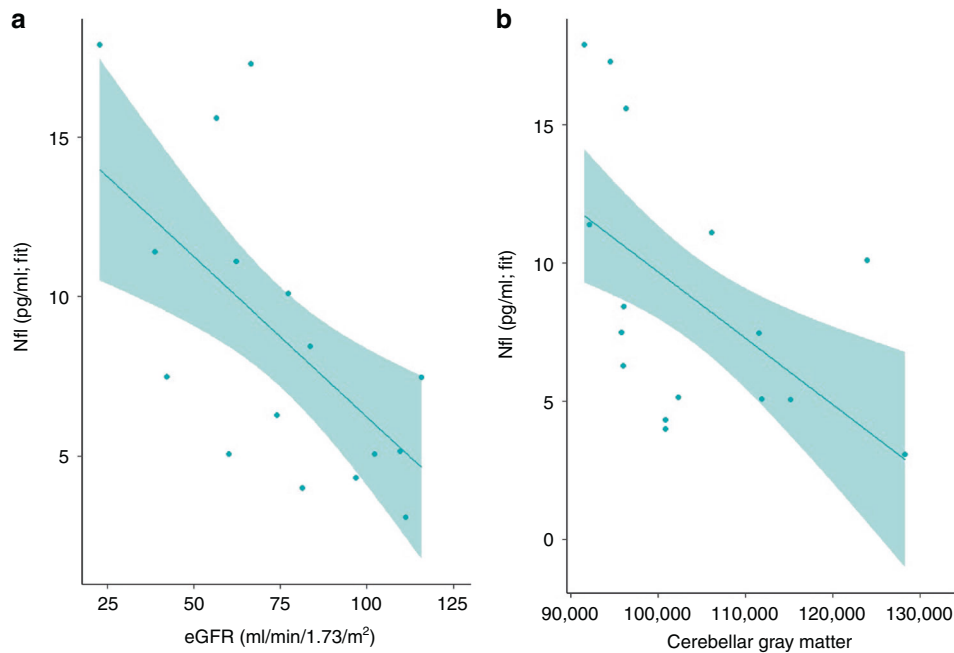 a
Nfl (pg/ml; fit)
15
10
5
25 50 75 100 125
eGFR (ml/min/1.73/m²)
b
Nfl (pg/ml; fit)
15
10
5
0
90,000 100,000 110,000 120,000 130,000
Cerebellar gray matter